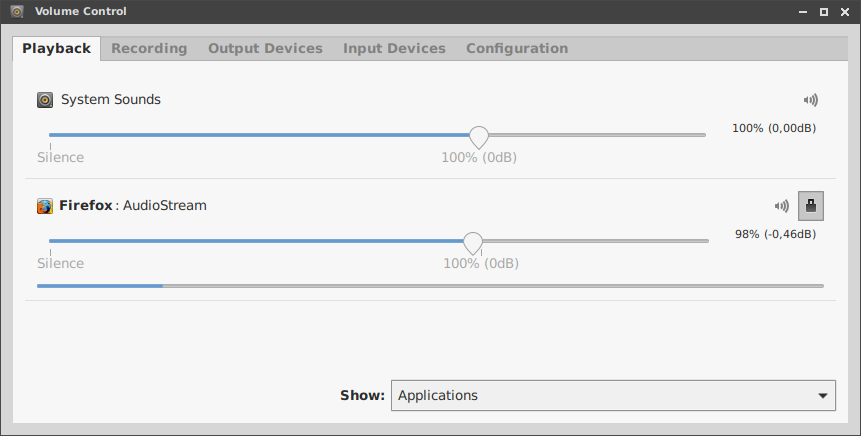 Volume Control
Playback Recording Output Devices Input Devices Configuration
System Sounds
100% (0,00dB)
Silence 100% (0dB)
Firefox : AudioStream
98% (-0,46dB)
Silence 100% (0dB)
Show: Applications